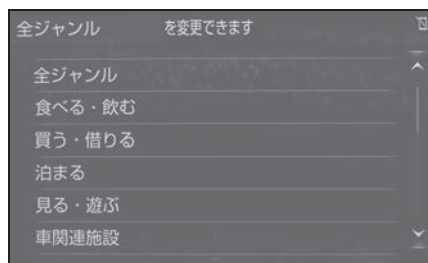 全ジャンル　を変更できます
全ジャンル
食べる・飲む
買う・借りる
泊まる
見る・遊ぶ
車関連施設